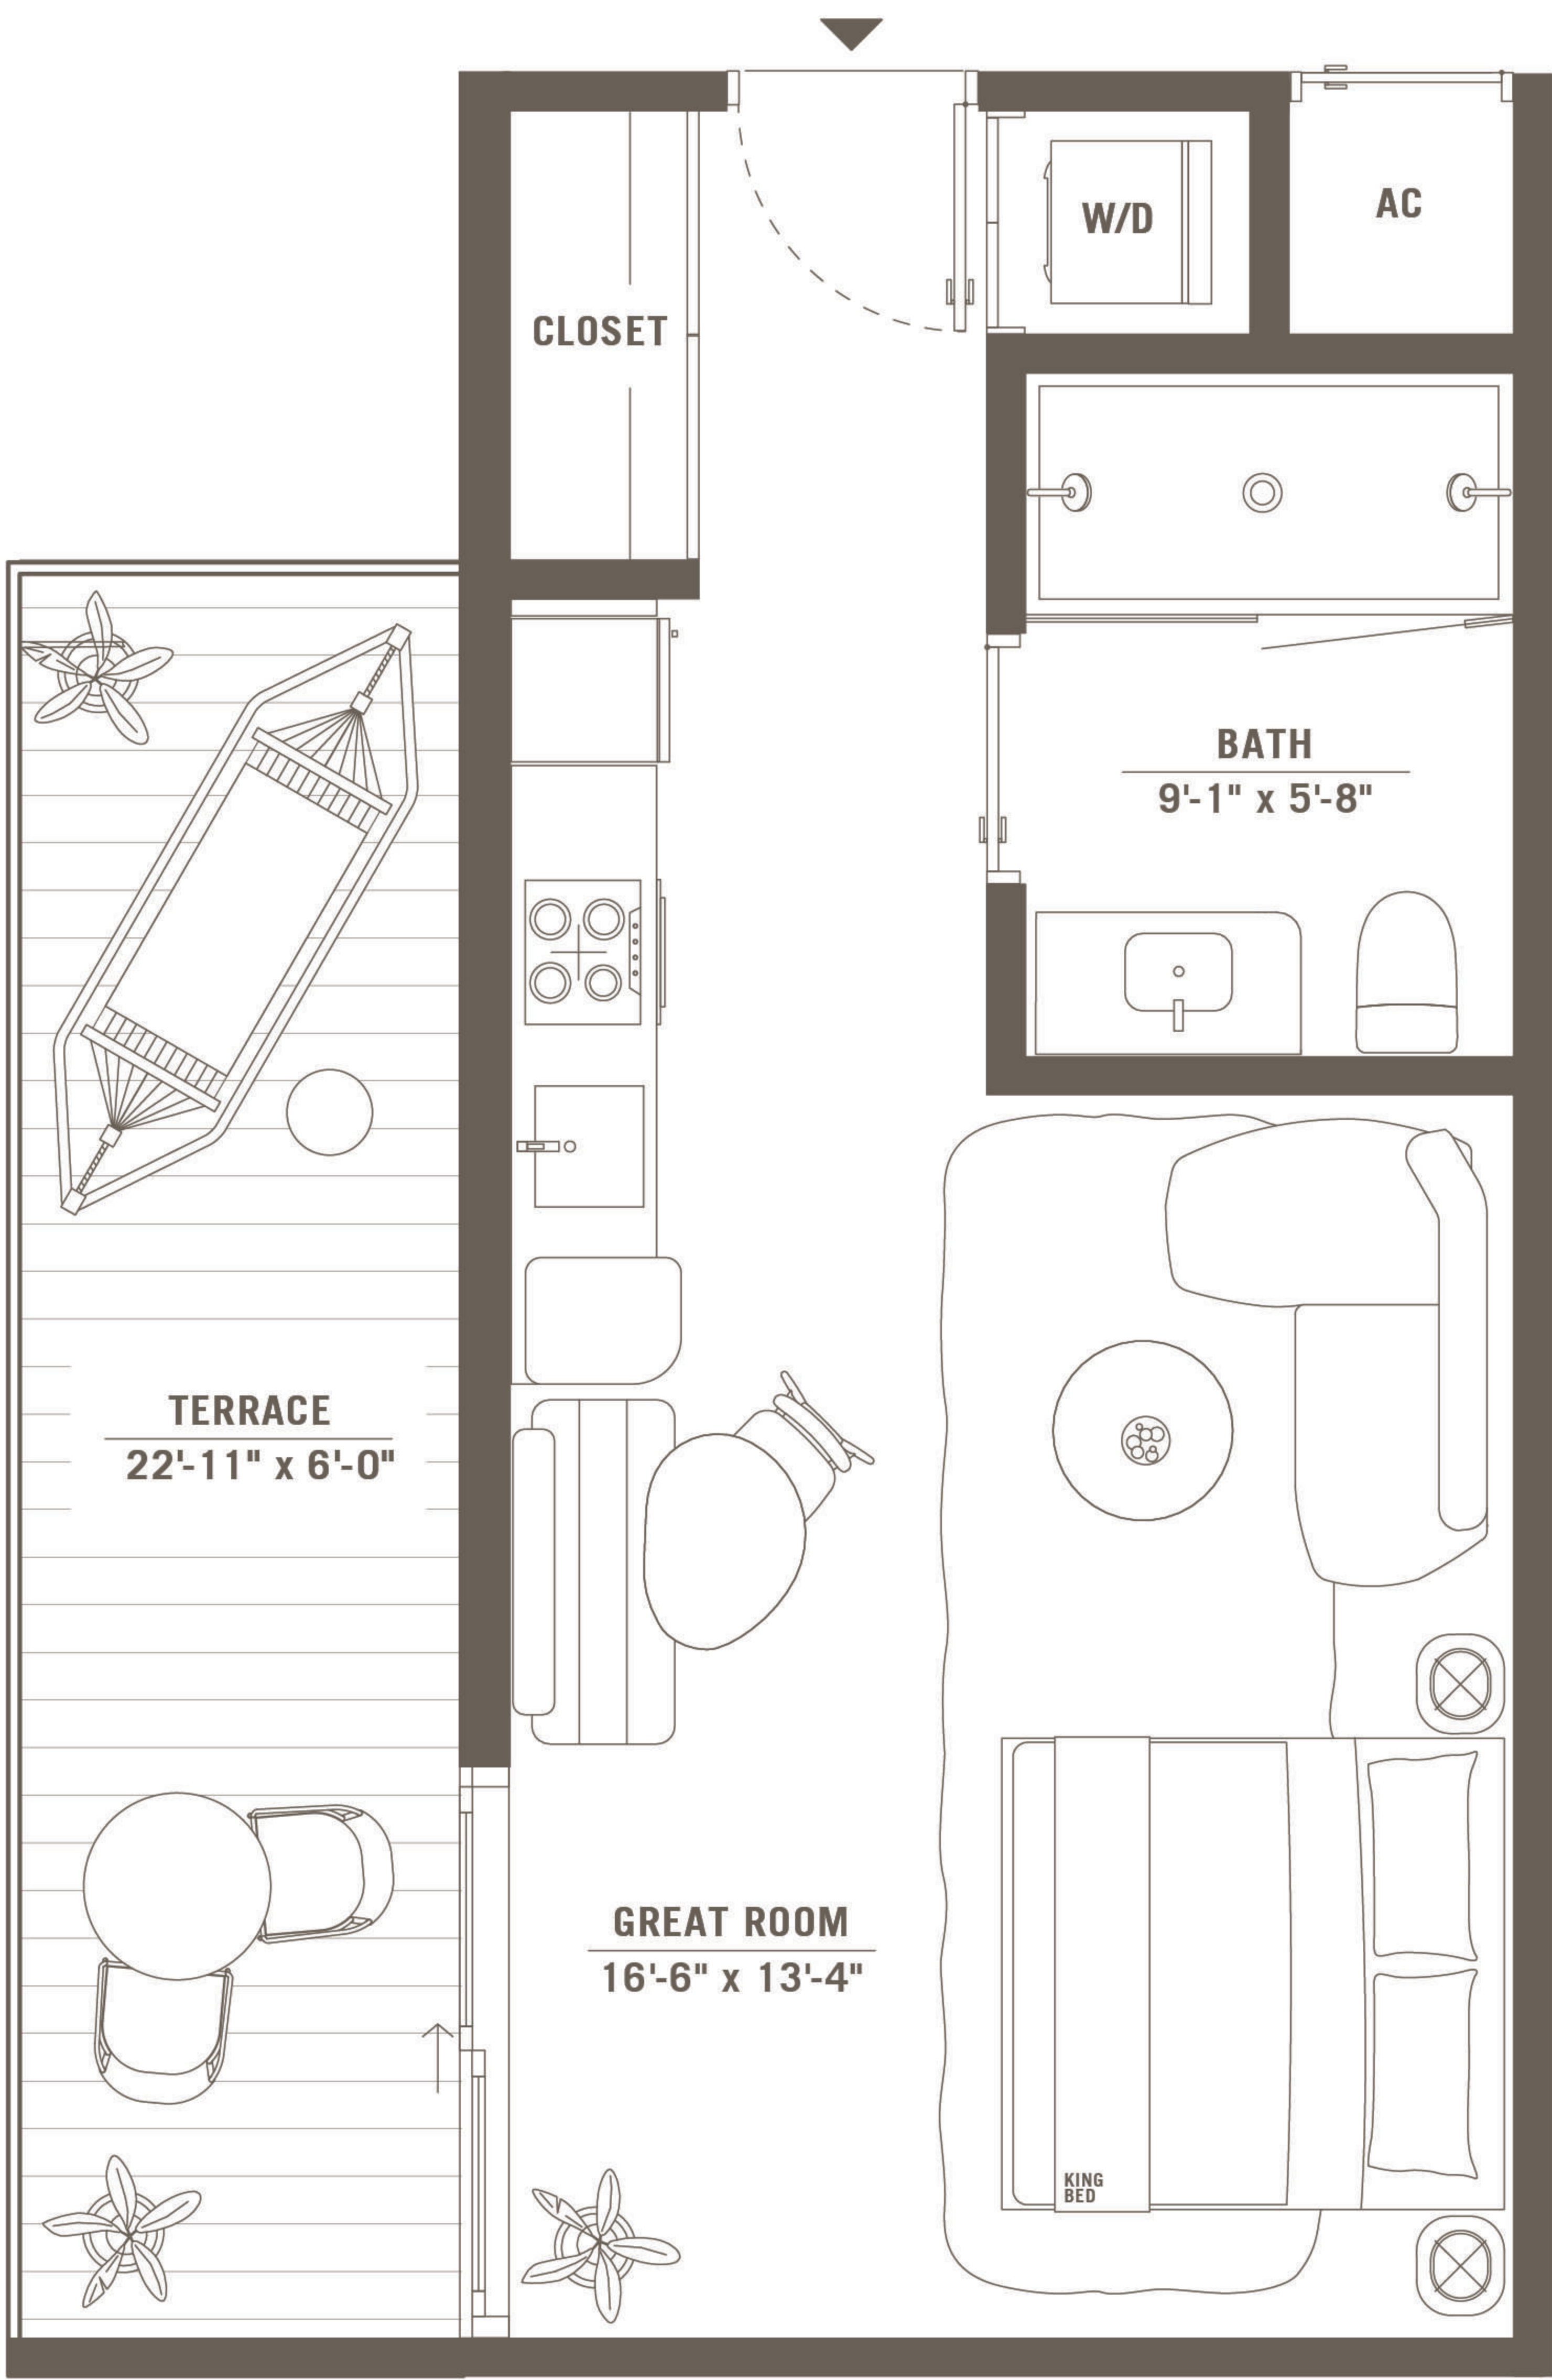 W/D
AC
CLOSET
BATH
9'-1" x 5'-8"
TERRACE
22'-11" x 6'-0"
GREAT ROOM
16'-6" x 13'-4"
KING
BED